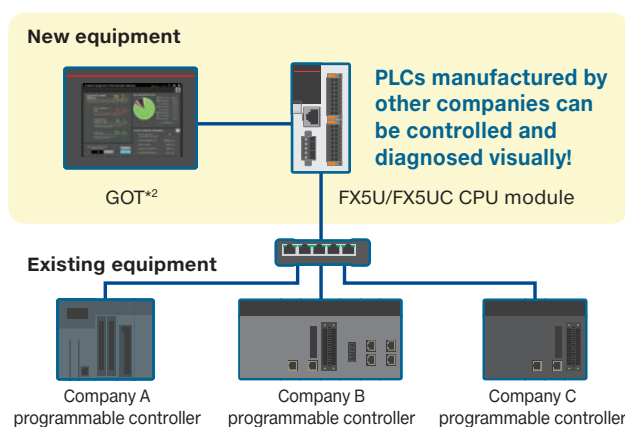 New equipment
PLCs manufactured by
other companies can
be controlled and
diagnosed visually!
GOT*2
FX5U/FX5UC CPU module
Existing equipment
Company A
programmable controller
Company B
programmable controller
Company C
programmable controller